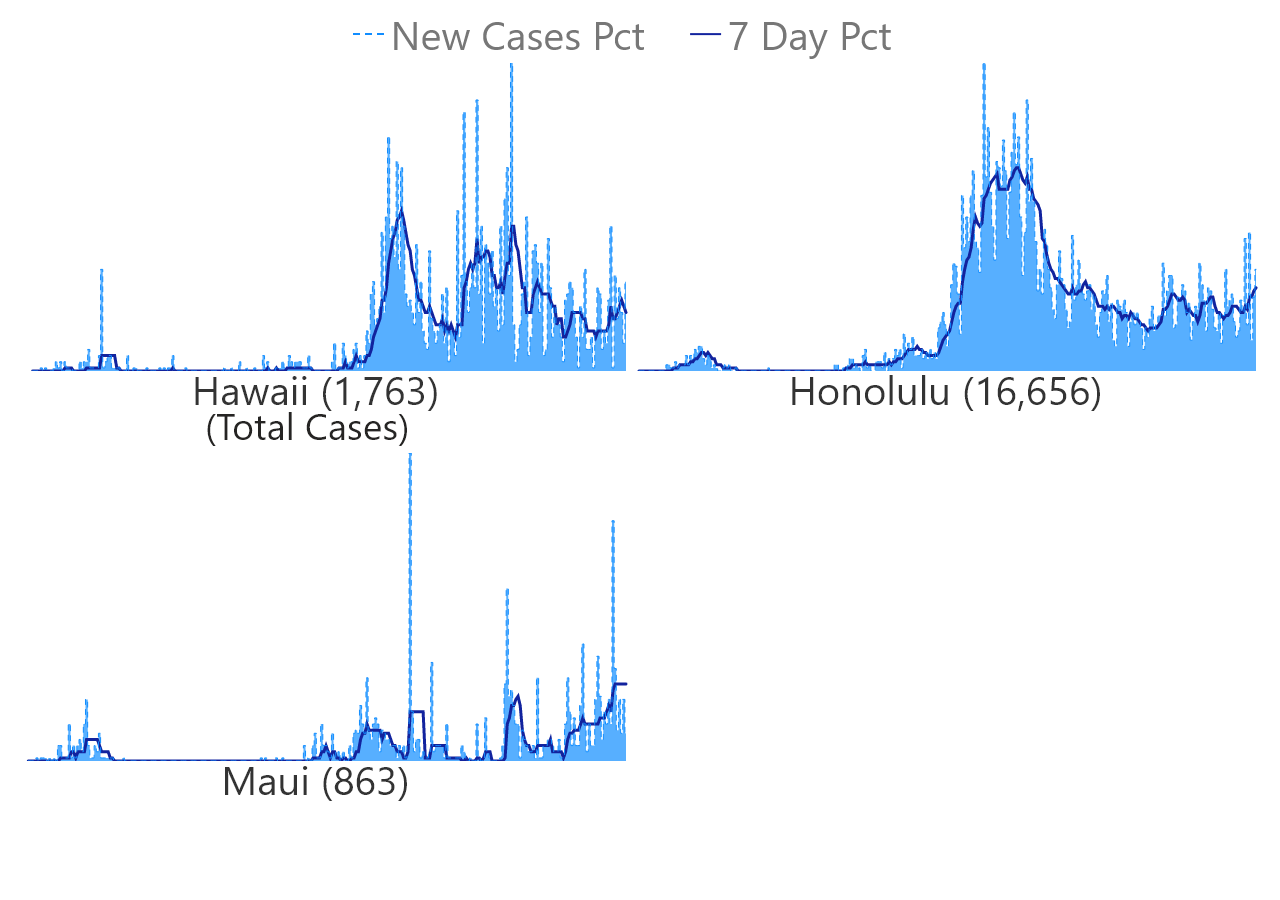 New Cases Pct 7 Day Pct
Hawaii (1,763)
(Total Cases)
Honolulu (16,656)
Maui (863)